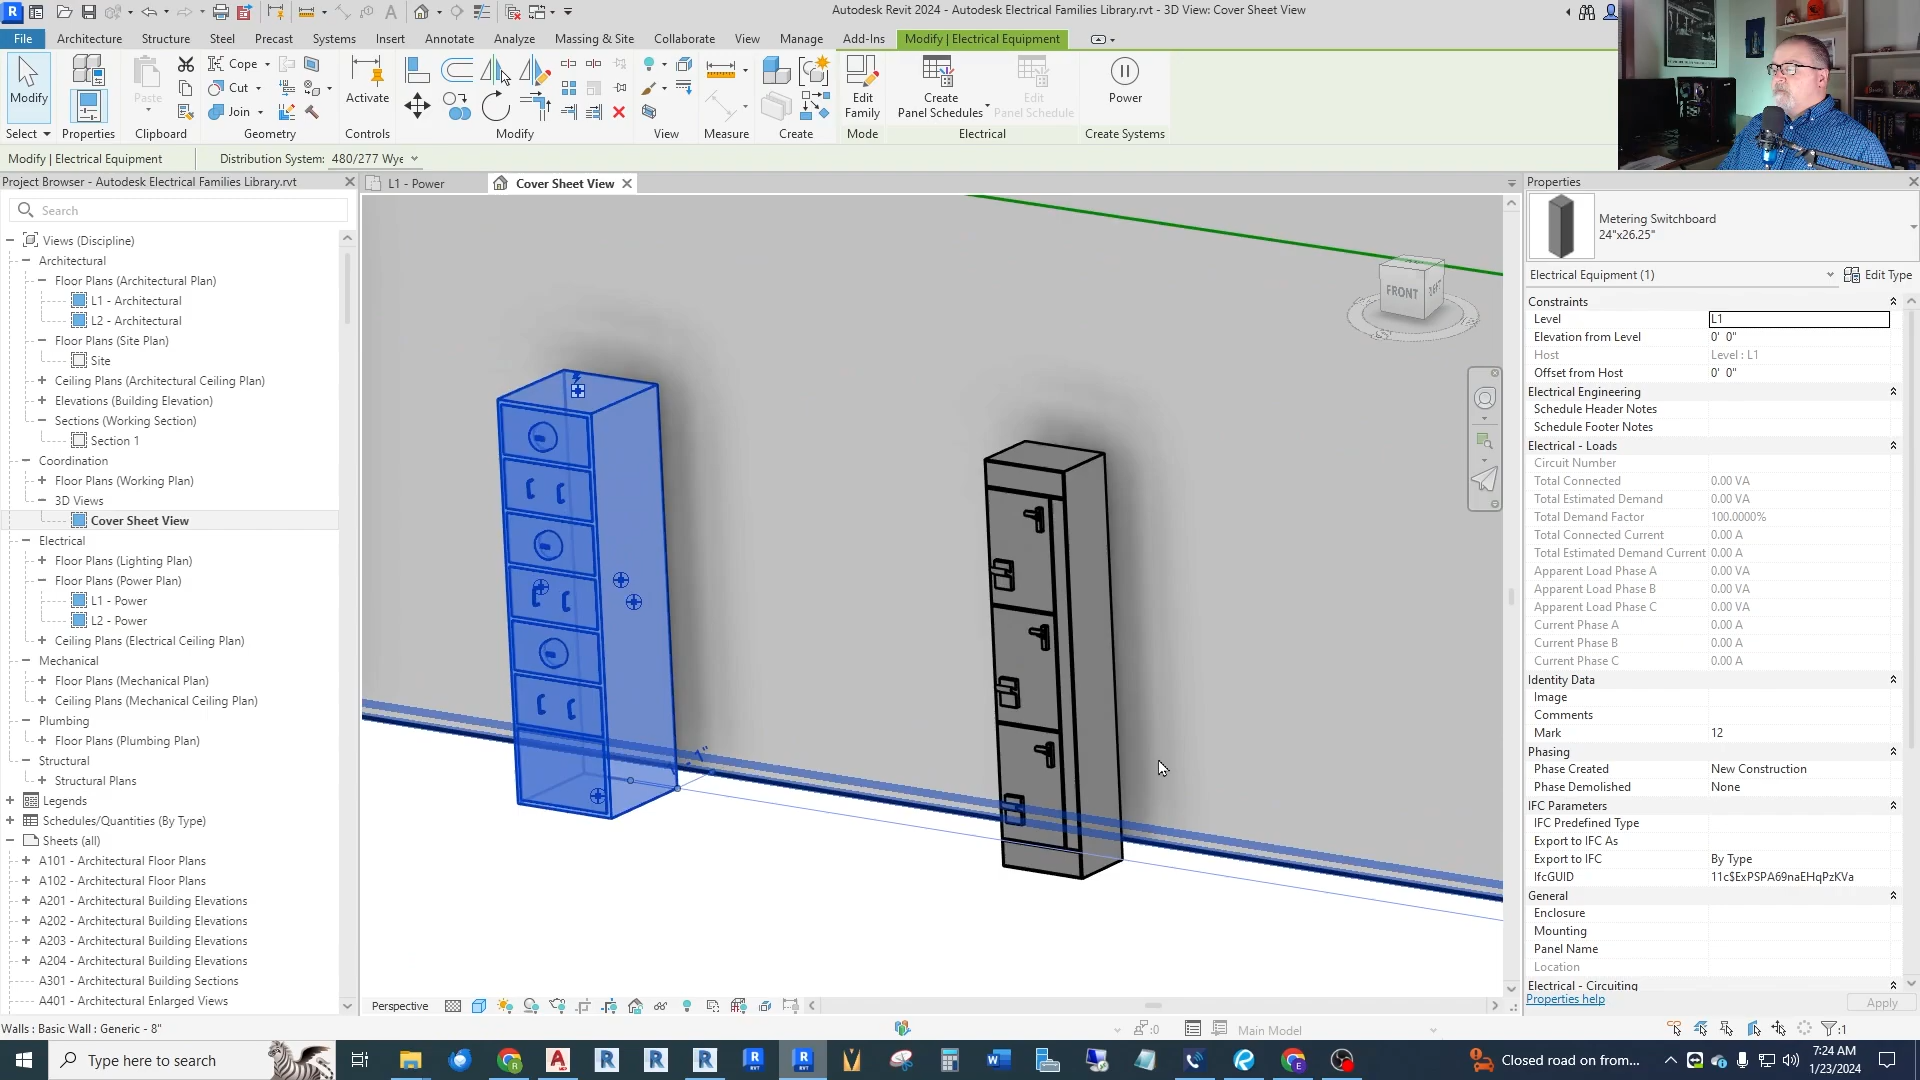 Autodesk Revit 2024 - Autodesk Electrical Families Library.rvt - 3D View: Cover Sheet View
File
Architecture
Structure
Steel
Precast
Systems
Insert
Annotate
Analyze
Massing & Site
Collaborate
View
Manage
Add-Ins
Modify | Electrical Equipment
Modify
Paste
Cope
Cut
Join
Activate
Edit
Family
Create
Panel Schedules
Edit
Panel Schedule
Power
Select
Properties
Clipboard
Geometry
Controls
Modify
View
Measure
Create
Mode
Electrical
Create Systems
Modify | Electrical Equipment
Distribution System:
480/277 Wye
Project Browser - Autodesk Electrical Families Library.rvt
Search
Views (Discipline)
Architectural
Floor Plans (Architectural Plan)
L1 - Architectural
L2 - Architectural
Floor Plans (Site Plan)
Site
Ceiling Plans (Architectural Ceiling Plan)
Elevations (Building Elevation)
Sections (Working Section)
Section 1
Coordination
Floor Plans (Working Plan)
3D Views
Cover Sheet View
Electrical
Floor Plans (Lighting Plan)
Floor Plans (Power Plan)
L1 - Power
L2 - Power
Ceiling Plans (Electrical Ceiling Plan)
Mechanical
Floor Plans (Mechanical Plan)
Ceiling Plans (Mechanical Ceiling Plan)
Plumbing
Floor Plans (Plumbing Plan)
Structural
Structural Plans
Legends
Schedules/Quantities (By Type)
Sheets (all)
A101 - Architectural Floor Plans
A102 - Architectural Floor Plans
A201 - Architectural Building Elevations
A202 - Architectural Building Elevations
A203 - Architectural Building Elevations
A204 - Architectural Building Elevations
A301 - Architectural Building Sections
A401 - Architectural Enlarged Views
L1 - Power
Cover Sheet View
FRONT
LEFT
Perspective
Properties
Metering Switchboard
24"x26.25"
Electrical Equipment (1)
Edit Type
Constraints
Level L1
Elevation from Level 0' 0"
Host Level : L1
Offset from Host 0' 0"
Electrical Engineering
Schedule Header Notes
Schedule Footer Notes
Electrical - Loads
Circuit Number
Total Connected 0.00 VA
Total Estimated Demand 0.00 VA
Total Demand Factor 100.0000%
Total Connected Current 0.00 A
Total Estimated Demand Current 0.00 A
Apparent Load Phase A 0.00 VA
Apparent Load Phase B 0.00 VA
Apparent Load Phase C 0.00 VA
Current Phase A 0.00 A
Current Phase B 0.00 A
Current Phase C 0.00 A
Identity Data
Image
Comments
Mark 12
Phasing
Phase Created New Construction
Phase Demolished None
IFC Parameters
IFC Predefined Type
Export to IFC As
Export to IFC By Type
IfcGUID 11c$ExPSPA69naEHqPzKVa
General
Enclosure
Mounting
Panel Name
Location
Electrical - Circuiting
Properties help
Apply
Walls : Basic Wall : Generic - 8"
:0
Main Model
:1
Type here to search
Closed road on from...
7:24 AM
1/23/2024